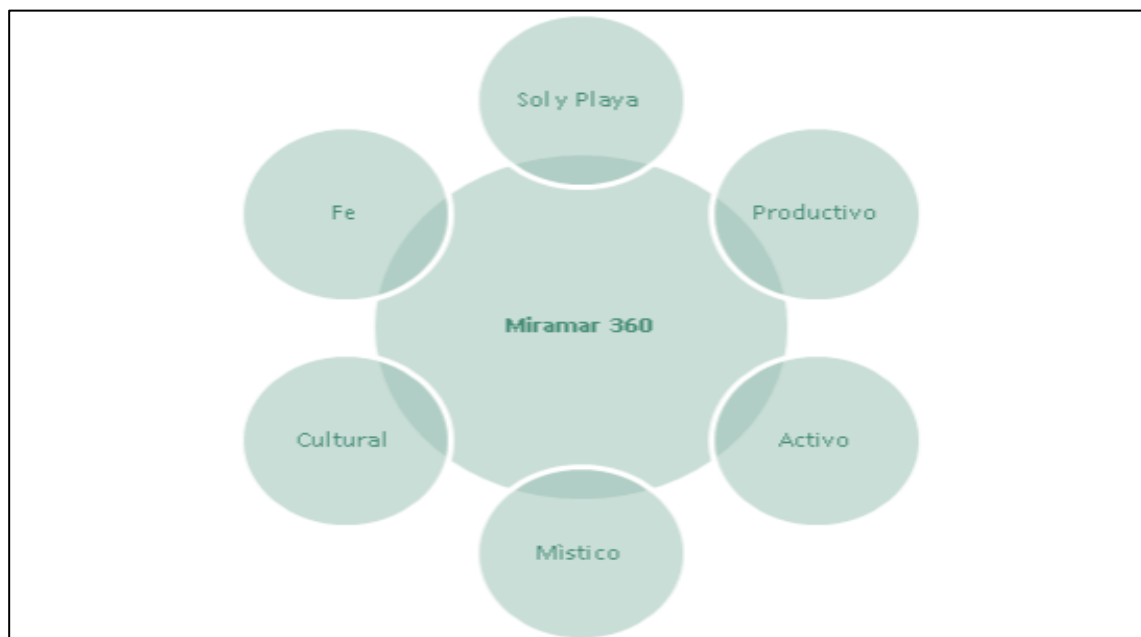 Sol y Playa
Fe
Productivo
Miramar 360
Cultural
Activo
Mìstico